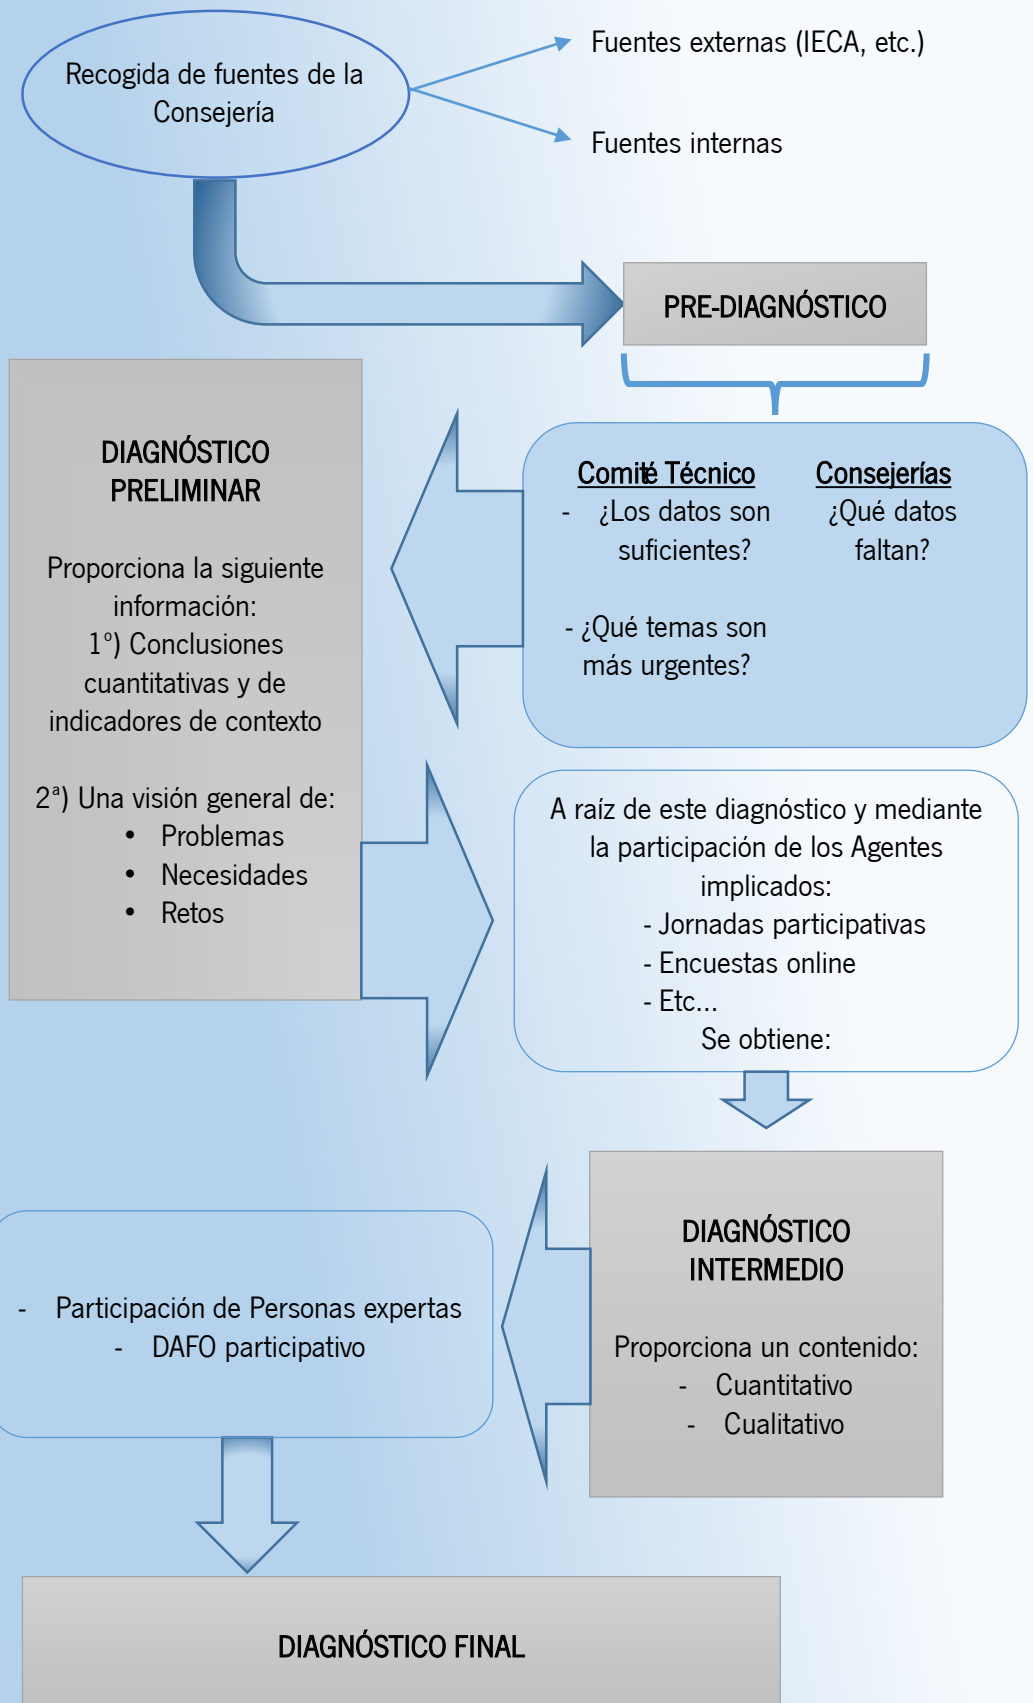 Recogida de fuentes de la
Consejería
Fuentes externas (IECA, etc.)
Fuentes internas
PRE-DIAGNÓSTICO
Comité Técnico
- ¿Los datos son
suficientes?
- ¿Qué temas son
más urgentes?
Consejerías
¿Qué datos
faltan?
DIAGNÓSTICO
PRELIMINAR
Proporciona la siguiente
información:
1º) Conclusiones
cuantitativas y de
indicadores de contexto
2ª) Una visión general de:
• Problemas
• Necesidades
• Retos
A raíz de este diagnóstico y mediante
la participación de los Agentes
implicados:
- Jornadas participativas
- Encuestas online
- Etc...
Se obtiene:
DIAGNÓSTICO
INTERMEDIO
Proporciona un contenido:
- Cuantitativo
- Cualitativo
- Participación de Personas expertas
- DAFO participativo
DIAGNÓSTICO FINAL